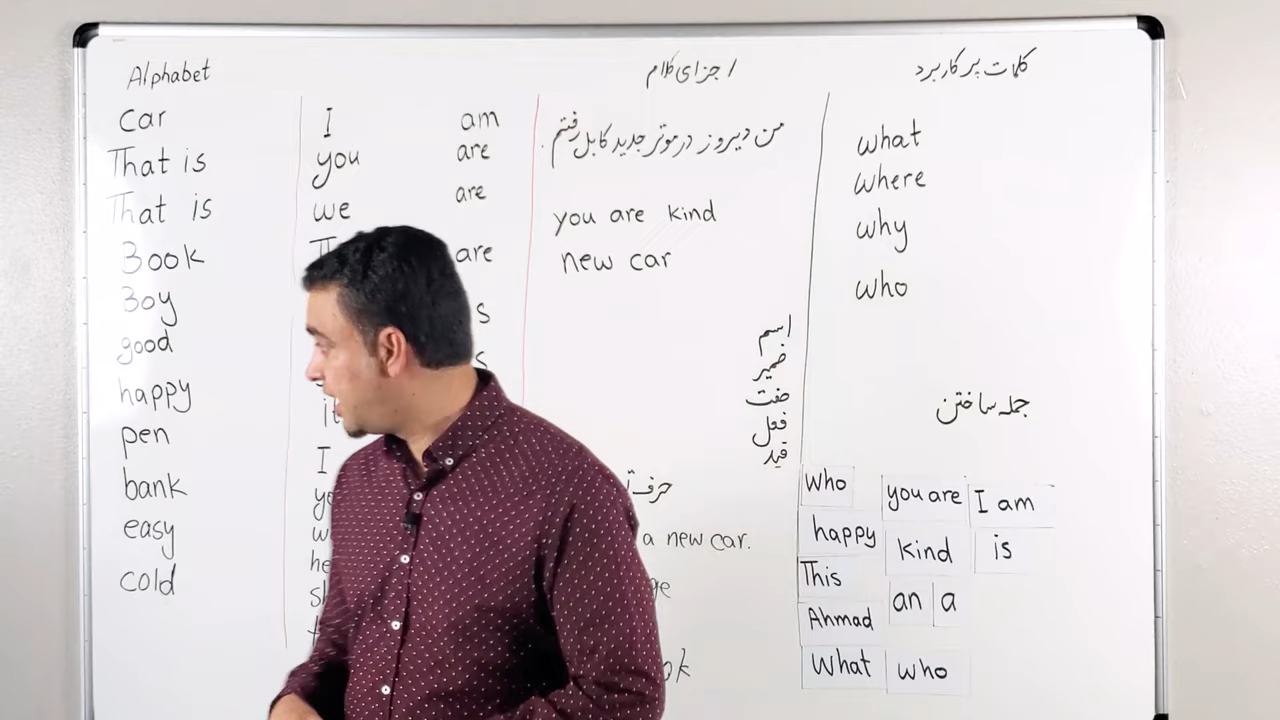 Alphabet
car
That is
That is
Book
Boy
good
happy
pen
bank
easy
cold
I am
you are
we are
are
s
s
it
I
yo
w
he
sh
t
اجزای کلام
من دیروز در موتر جدید کابل رفتم.
you are kind
new car
اسم
ضمیر
صفت
فعل
قید
حرف
a new car.
ge
ok
کلمات پر کاربرد
what
where
why
who
جمله ساختن
who you are I am
happy kind is
This an a
Ahmad
What who